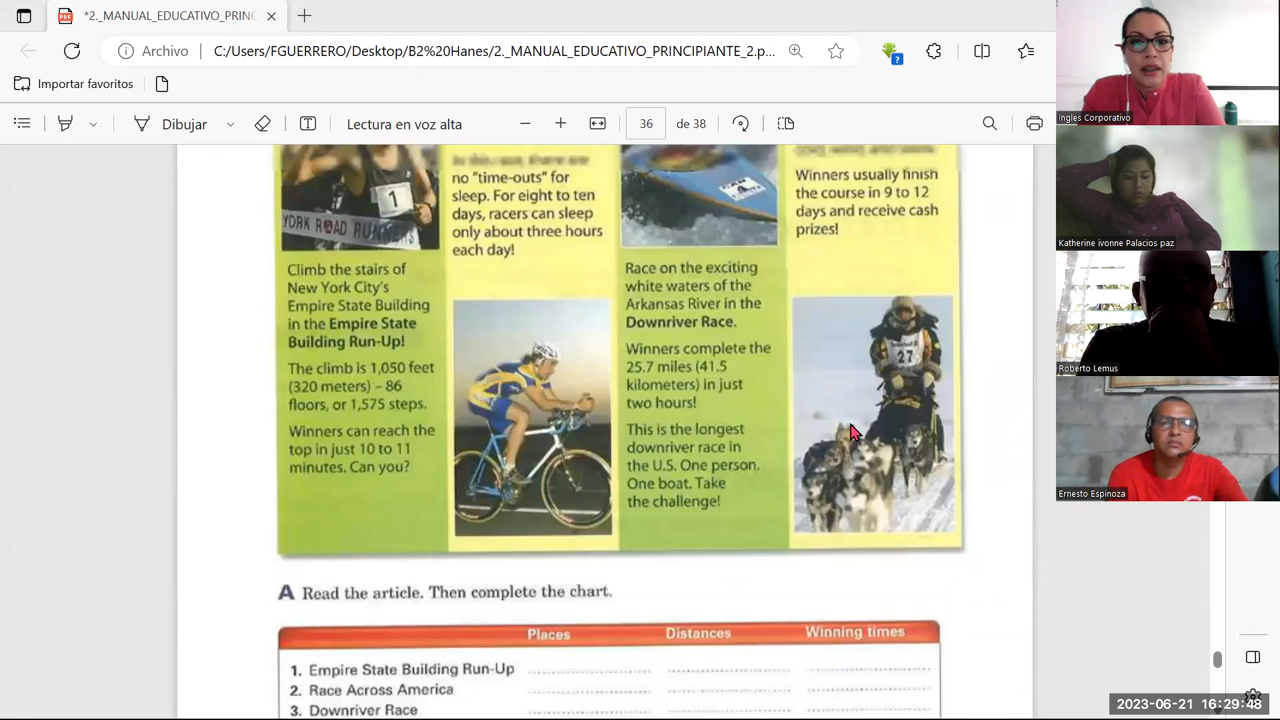 *2._MANUAL_EDUCATIVO_PRINC
Archivo
C:/Users/FGUERRERO/Desktop/B22020Hanes/2._MANUAL_EDUCATIVO_PRINCIPIANTE_2.p...
Importar favoritos
Dibujar
Leer en voz alta
36
de 38
1
YORK ROAD RUNNERS
Climb the stairs of
New York City's
Empire State Building
in the Empire State
Building Run-Up!
The climb is 1,050 feet
(320 meters) – 86
floors, or 1,575 steps.
Winners can reach the
top in just 10 to 11
minutes. Can you?
In this race, there are
no "time-outs" for
sleep. For eight to ten
days, racers can sleep
only about three hours
each day!
Race on the exciting
white waters of the
Arkansas River in the
Downriver Race.
Winners complete the
25.7 miles (41.5
kilometers) in just
two hours!
This is the longest
downriver race in
the U.S. One person.
One boat. Take
the challenge!
Winners usually finish
the course in 9 to 12
days and receive cash
prizes!
27
A Read the article. Then complete the chart.
Places Distances Winning times
1. Empire State Building Run-Up
2. Race Across America
3. Downriver Race
Ingles Corporativo
Katherine ivonne Palacios paz
Roberto Lemus
Ernesto Espinoza
2023-06-21 16:29:48